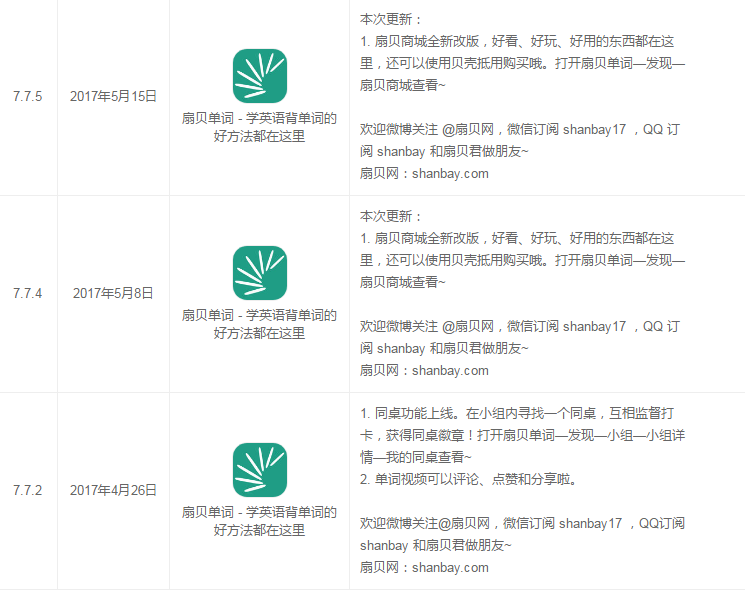 7.7.5
2017年5月15日
扇贝单词 - 学英语背单词的
好方法都在这里
本次更新：
1. 扇贝商城全新改版，好看、好玩、好用的东西都在这
里，还可以使用贝壳抵用购买哦。打开扇贝单词—发现—
扇贝商城查看~
欢迎微博关注 @扇贝网，微信订阅 shanbay17 ，QQ 订
阅 shanbay 和扇贝君做朋友~
扇贝网：shanbay.com
7.7.4
2017年5月8日
扇贝单词 - 学英语背单词的
好方法都在这里
本次更新：
1. 扇贝商城全新改版，好看、好玩、好用的东西都在这
里，还可以使用贝壳抵用购买哦。打开扇贝单词—发现—
扇贝商城查看~
欢迎微博关注 @扇贝网，微信订阅 shanbay17 ，QQ 订
阅 shanbay 和扇贝君做朋友~
扇贝网：shanbay.com
7.7.2
2017年4月26日
扇贝单词 - 学英语背单词的
好方法都在这里
1. 同桌功能上线。在小组内寻找一个同桌，互相监督打
卡，获得同桌徽章！打开扇贝单词—发现—小组—小组详
情—我的同桌查看~
2. 单词视频可以评论、点赞和分享啦。
欢迎微博关注@扇贝网，微信订阅 shanbay17 ，QQ订阅
shanbay 和扇贝君做朋友~
扇贝网：shanbay.com